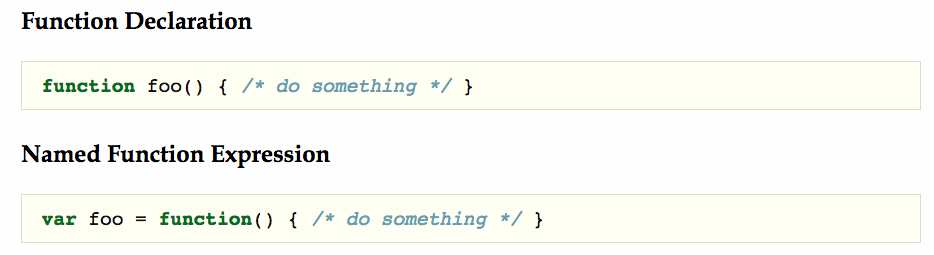 Function Declaration
function foo() { /* do something */ }
Named Function Expression
var foo = function() { /* do something */ }